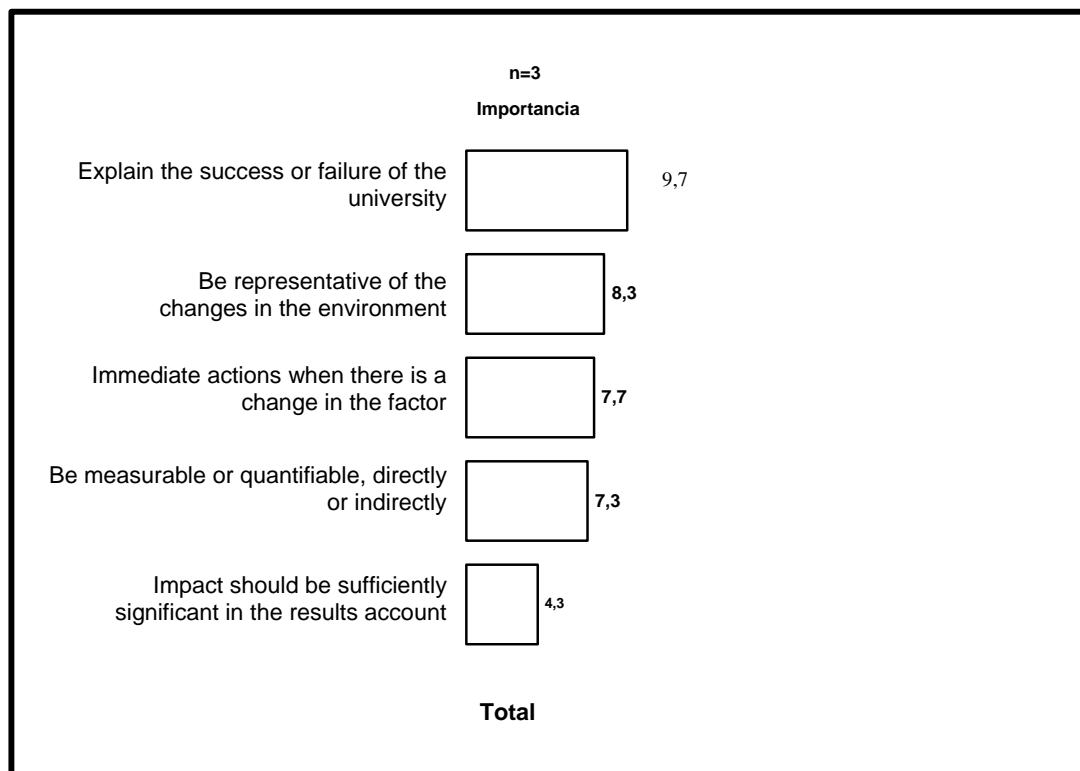 n=3
Importancia
Explain the success or failure of the
university
9,7
Be representative of the
changes in the environment
8,3
Immediate actions when there is a
change in the factor
7,7
Be measurable or quantifiable, directly
or indirectly
7,3
Impact should be sufficiently
significant in the results account
4,3
Total